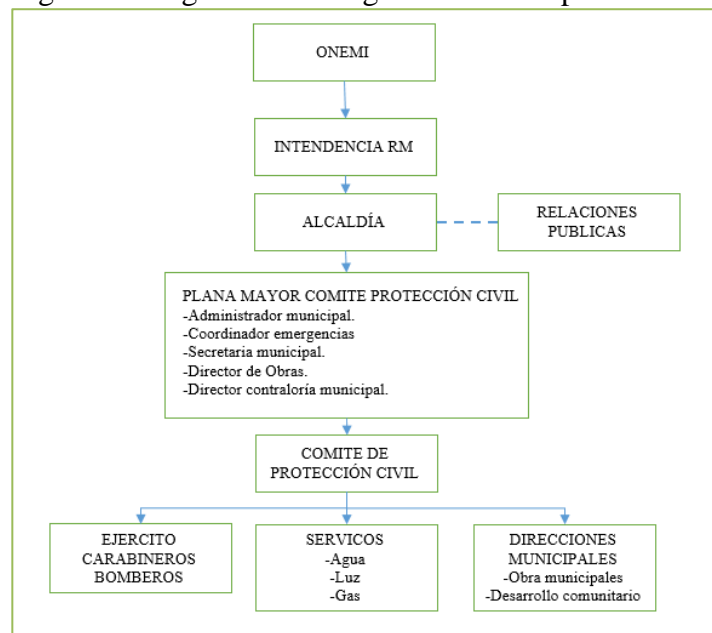 ONEMI
INTENDENCIA RM
ALCALDÍA
RELACIONES
PUBLICAS
PLANA MAYOR COMITE PROTECCIÓN CIVIL
-Administrador municipal.
-Coordinador emergencias
-Secretaria municipal.
-Director de Obras.
-Director contraloría municipal.
COMITE DE
PROTECCIÓN CIVIL
EJERCITO
CARABINEROS
BOMBEROS
SERVICOS
-Agua
-Luz
-Gas
DIRECCIONES
MUNICIPALES
-Obra municipales
-Desarrollo comunitario